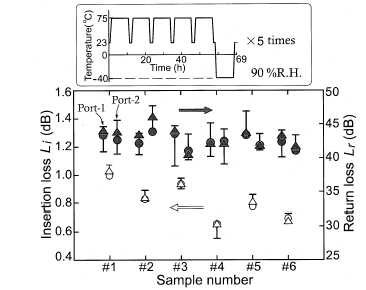 Temperature(°C)
75
23
0
−40
20
40
60
69
Time (h)
×5 times
90 %R.H.
Insertion loss Li (dB)
1.6
1.4
1.2
1.0
0.8
0.6
0.4
Port-1
Port-2
50
45
40
35
30
25
Return loss Lr (dB)
#1 #2 #3 #4 #5 #6
Sample number